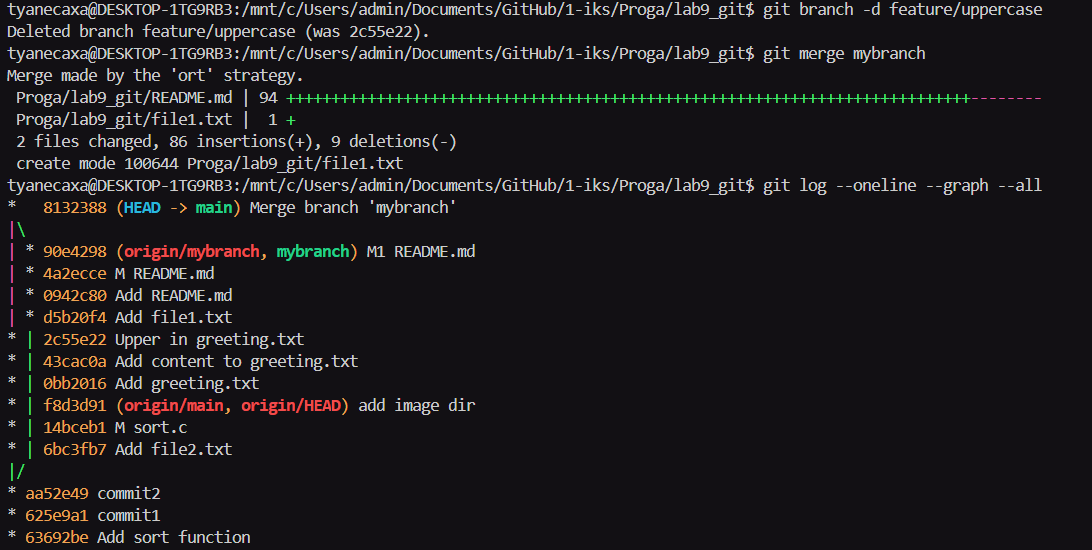 tyanecaxa@DESKTOP-1TG9RB3:/mnt/c/Users/admin/Documents/GitHub/1-iks/Proga/lab9_git$ git branch -d feature/uppercase
Deleted branch feature/uppercase (was 2c55e22).
tyanecaxa@DESKTOP-1TG9RB3:/mnt/c/Users/admin/Documents/GitHub/1-iks/Proga/lab9_git$ git merge mybranch
Merge made by the 'ort' strategy.
 Proga/lab9_git/README.md | 94 +++++++++++++++++++++++++++++++++++++++++++++++++++++++++++++++++++++++++++++--------
 Proga/lab9_git/file1.txt |  1 +
 2 files changed, 86 insertions(+), 9 deletions(-)
 create mode 100644 Proga/lab9_git/file1.txt
tyanecaxa@DESKTOP-1TG9RB3:/mnt/c/Users/admin/Documents/GitHub/1-iks/Proga/lab9_git$ git log --oneline --graph --all
*   8132388 (HEAD -> main) Merge branch 'mybranch'
|\
| * 90e4298 (origin/mybranch, mybranch) M1 README.md
| * 4a2ecce M README.md
| * 0942c80 Add README.md
| * d5b20f4 Add file1.txt
* | 2c55e22 Upper in greeting.txt
* | 43cac0a Add content to greeting.txt
* | 0bb2016 Add greeting.txt
* | f8d3d91 (origin/main, origin/HEAD) add image dir
* | 14bceb1 M sort.c
* | 6bc3fb7 Add file2.txt
|/
* aa52e49 commit2
* 625e9a1 commit1
* 63692be Add sort function